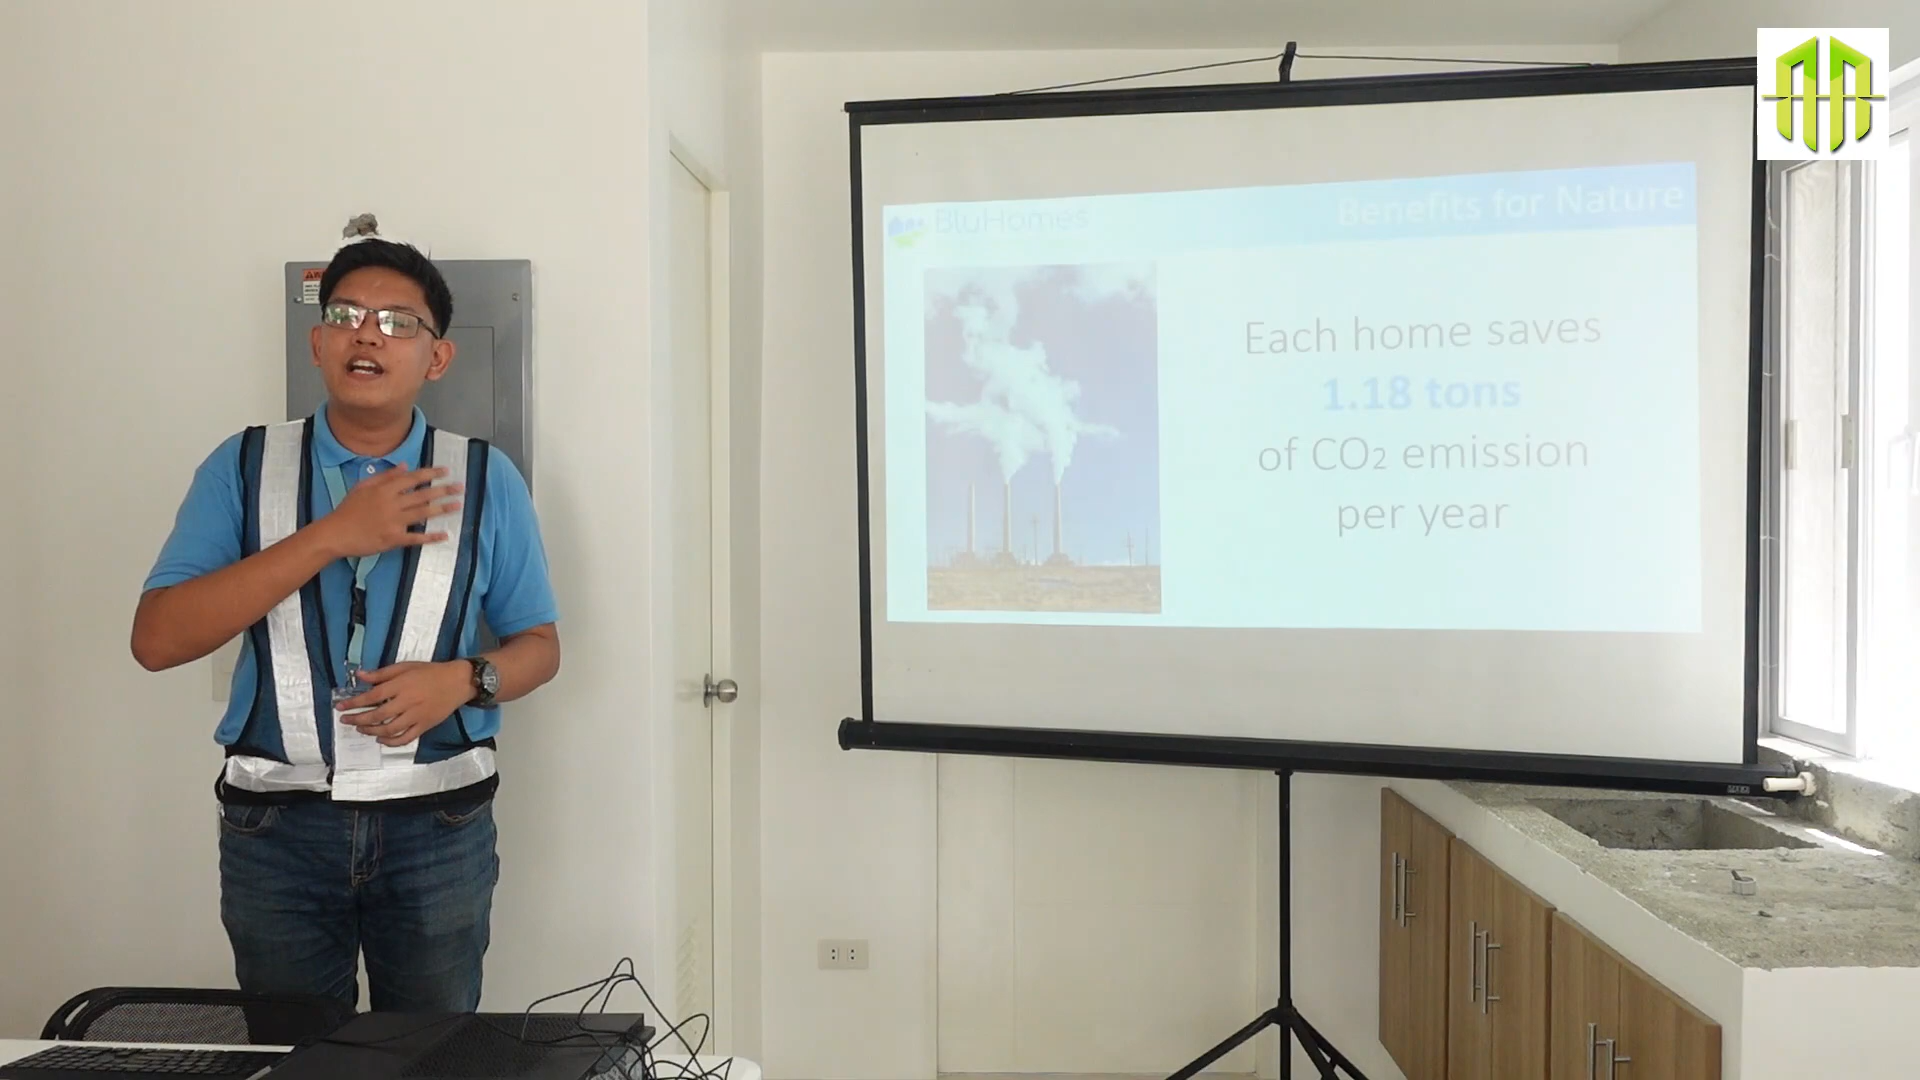 BluHomes
Benefits for Nature
Each home saves
1.18 tons
of CO2 emission
per year